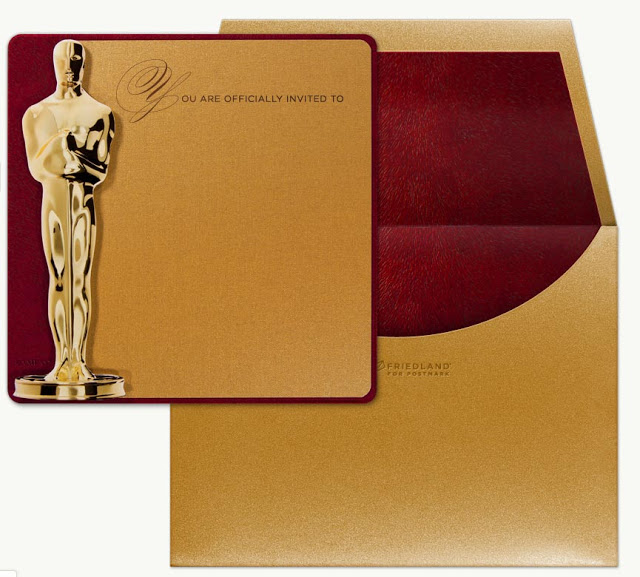 You are officially invited to
FRIEDLAND
FOR POSTMARK